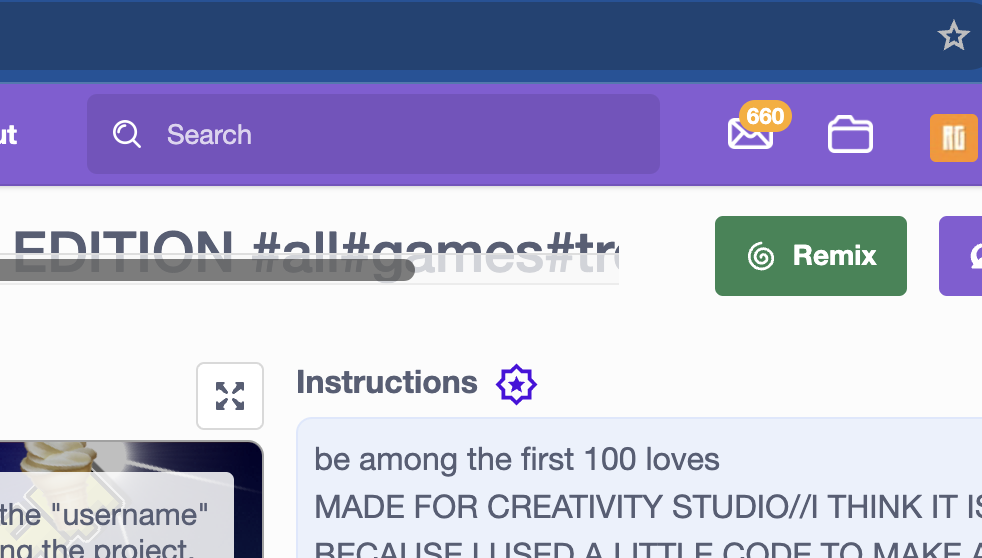 ut
Search
660
RG
EDITION #all#games#tr
Remix
Instructions
be among the first 100 loves
MADE FOR CREATIVITY STUDIO//I THINK IT IS
BECAUSE I USED A LITTLE CODE TO MAKE A
the "username"
ng the project.